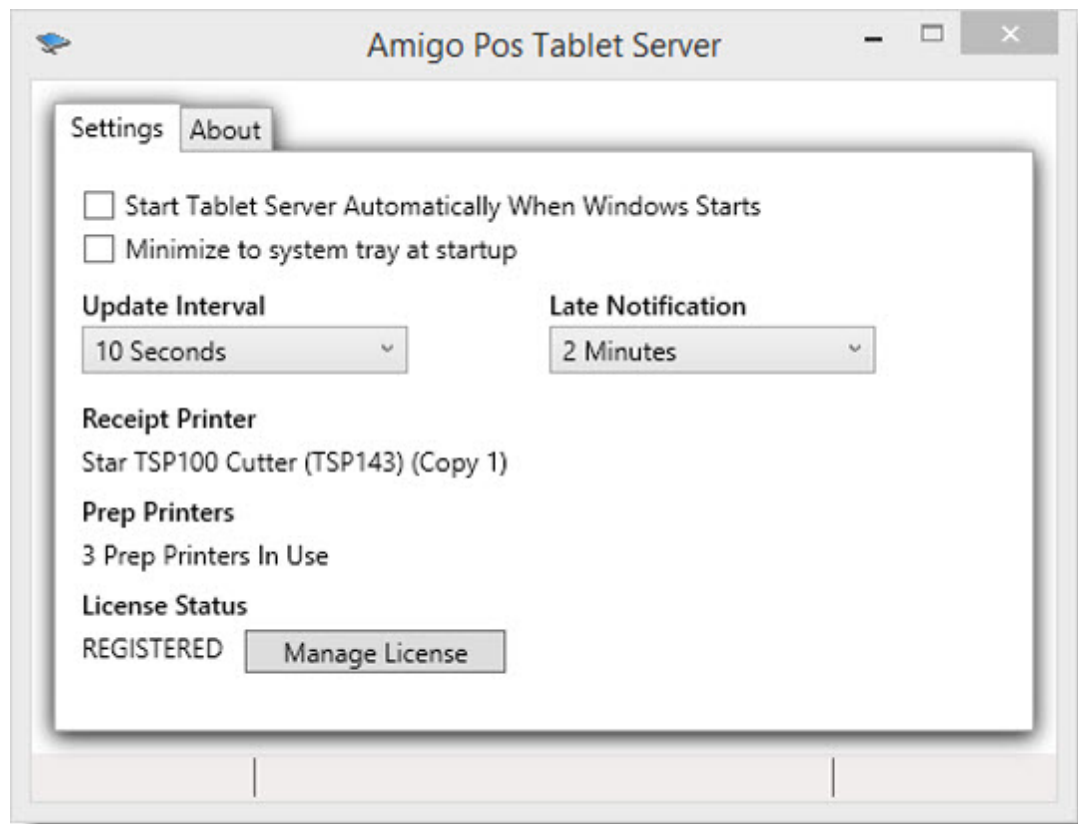 Amigo Pos Tablet Server
Settings About
Start Tablet Server Automatically When Windows Starts
Minimize to system tray at startup
Update Interval Late Notification
10 Seconds 2 Minutes
Receipt Printer
Star TSP100 Cutter (TSP143) (Copy 1)
Prep Printers
3 Prep Printers In Use
License Status
REGISTERED Manage License